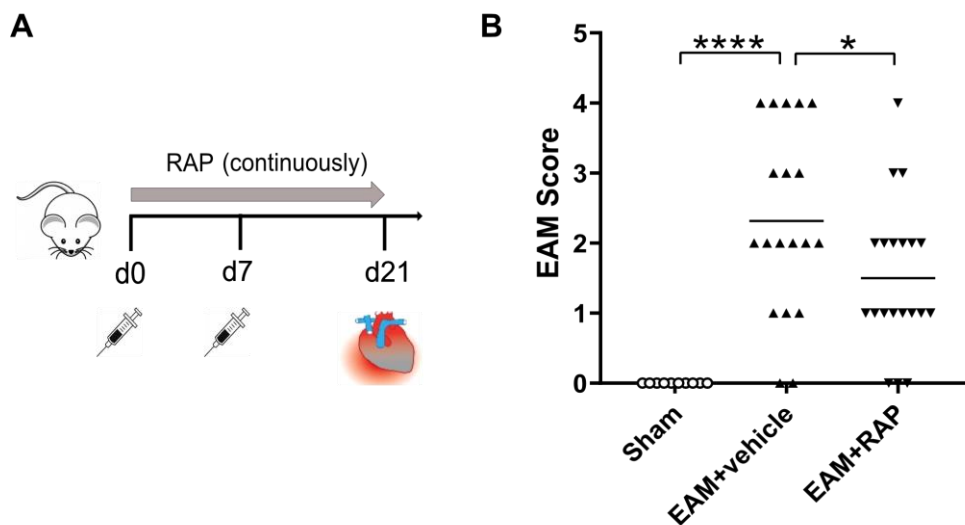 A
RAP (continuously)
d0 d7 d21
B
5
4
3
2
1
0
EAM Score
**** *
Sham
EAM+vehicle
EAM+RAP